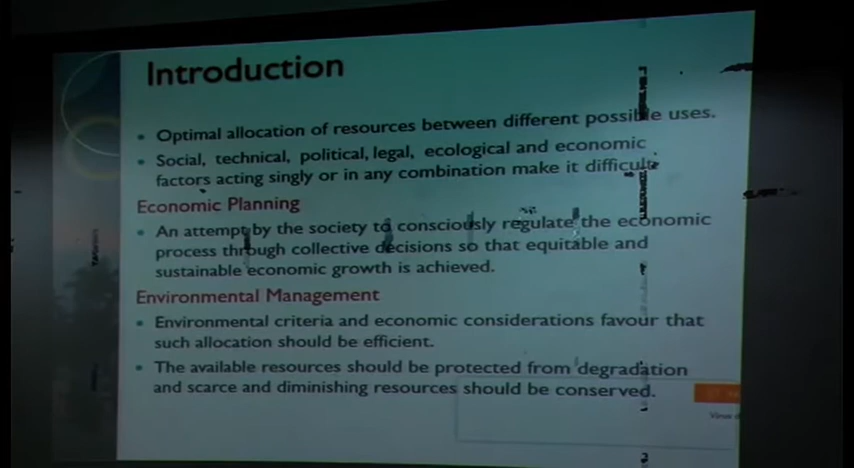 Introduction
• Optimal allocation of resources between different possible uses.
• Social, technical, political, legal, ecological and economic
factors acting singly or in any combination make it difficult.
Economic Planning
• An attempt by the society to consciously regulate the economic
process through collective decisions so that equitable and
sustainable economic growth is achieved.
Environmental Management
• Environmental criteria and economic considerations favour that
such allocation should be efficient.
• The available resources should be protected from degradation
and scarce and diminishing resources should be conserved.